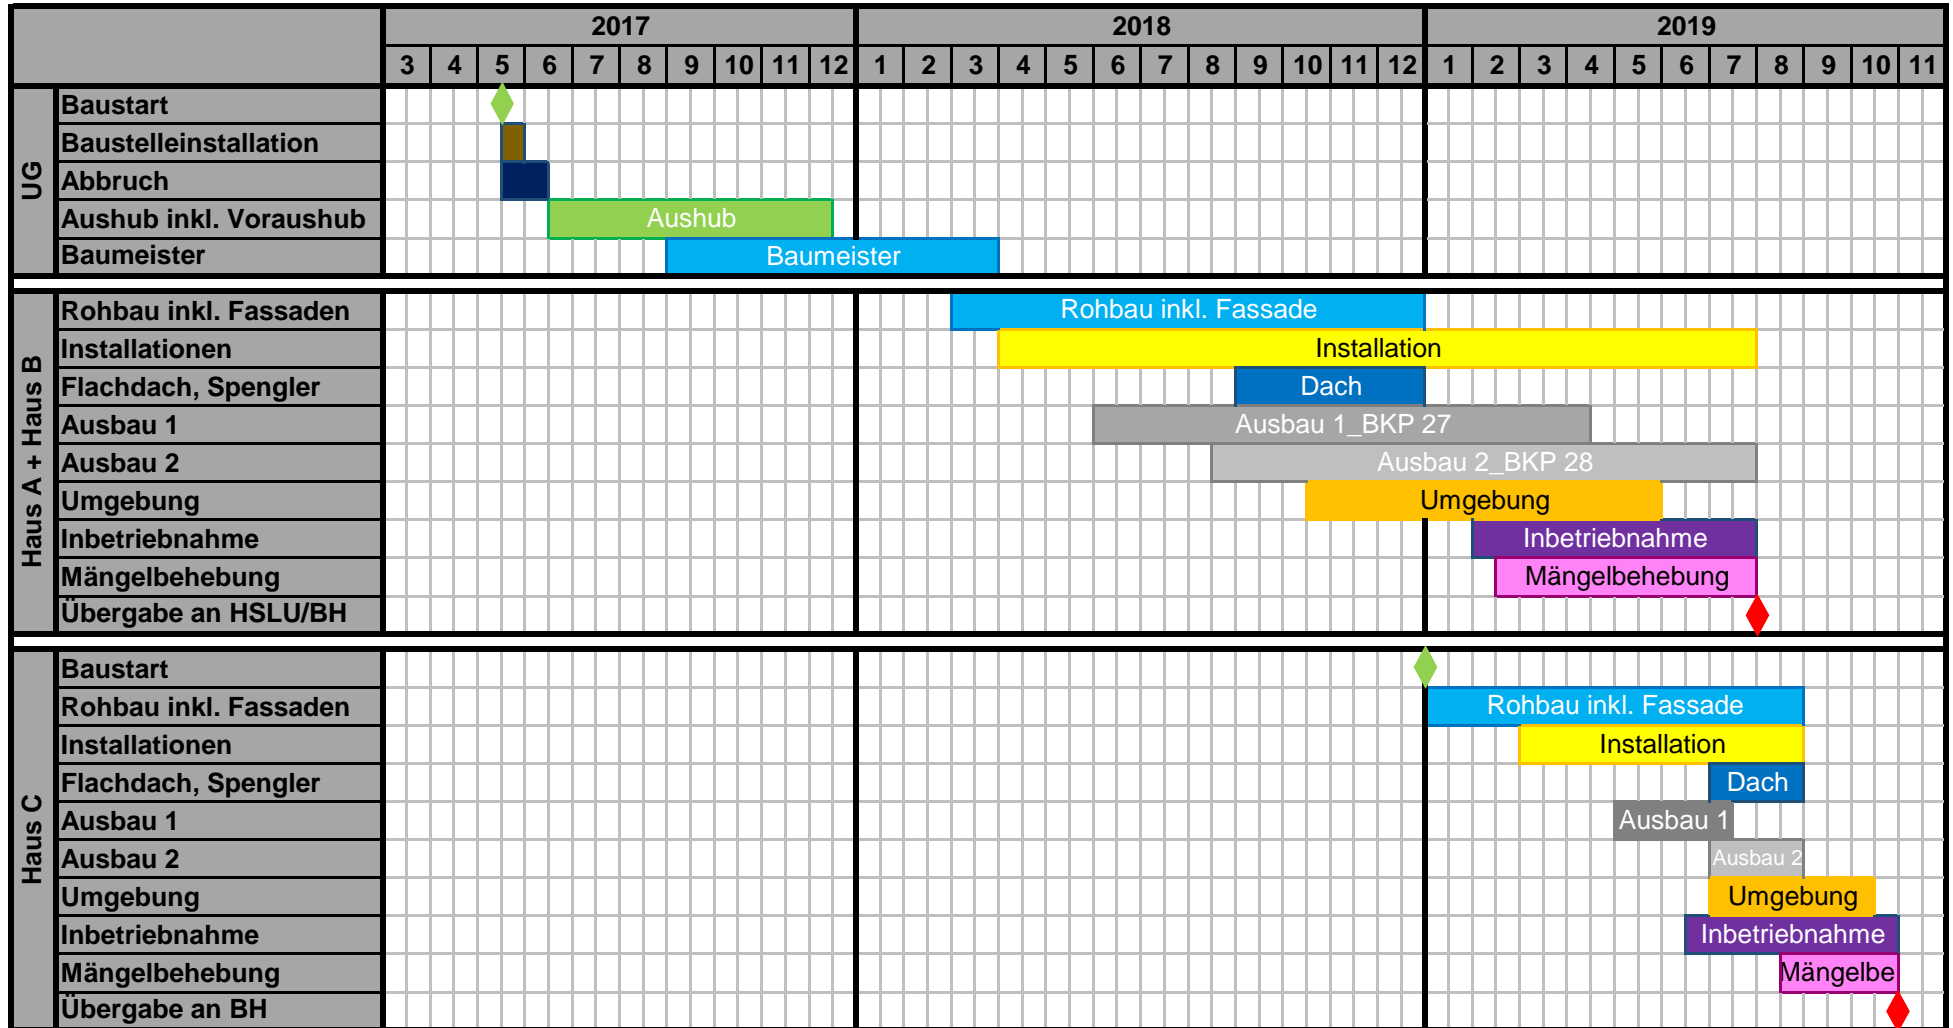 2017 2018 2019
3 4 5 6 7 8 9 10 11 12 1 2 3 4 5 6 7 8 9 10 11 12 1 2 3 4 5 6 7 8 9 10 11
UG
Baustart
Baustelleinstallation
Abbruch
Aushub inkl. Voraushub Aushub
Baumeister Baumeister
Haus A + Haus B
Rohbau inkl. Fassaden Rohbau inkl. Fassade
Installationen Installation
Flachdach, Spengler Dach
Ausbau 1 Ausbau 1_BKP 27
Ausbau 2 Ausbau 2_BKP 28
Umgebung Umgebung
Inbetriebnahme Inbetriebnahme
Mängelbehebung Mängelbehebung
Übergabe an HSLU/BH
Haus C
Baustart
Rohbau inkl. Fassaden Rohbau inkl. Fassade
Installationen Installation
Flachdach, Spengler Dach
Ausbau 1 Ausbau 1
Ausbau 2 Ausbau 2
Umgebung Umgebung
Inbetriebnahme Inbetriebnahme
Mängelbehebung Mängelbe
Übergabe an BH